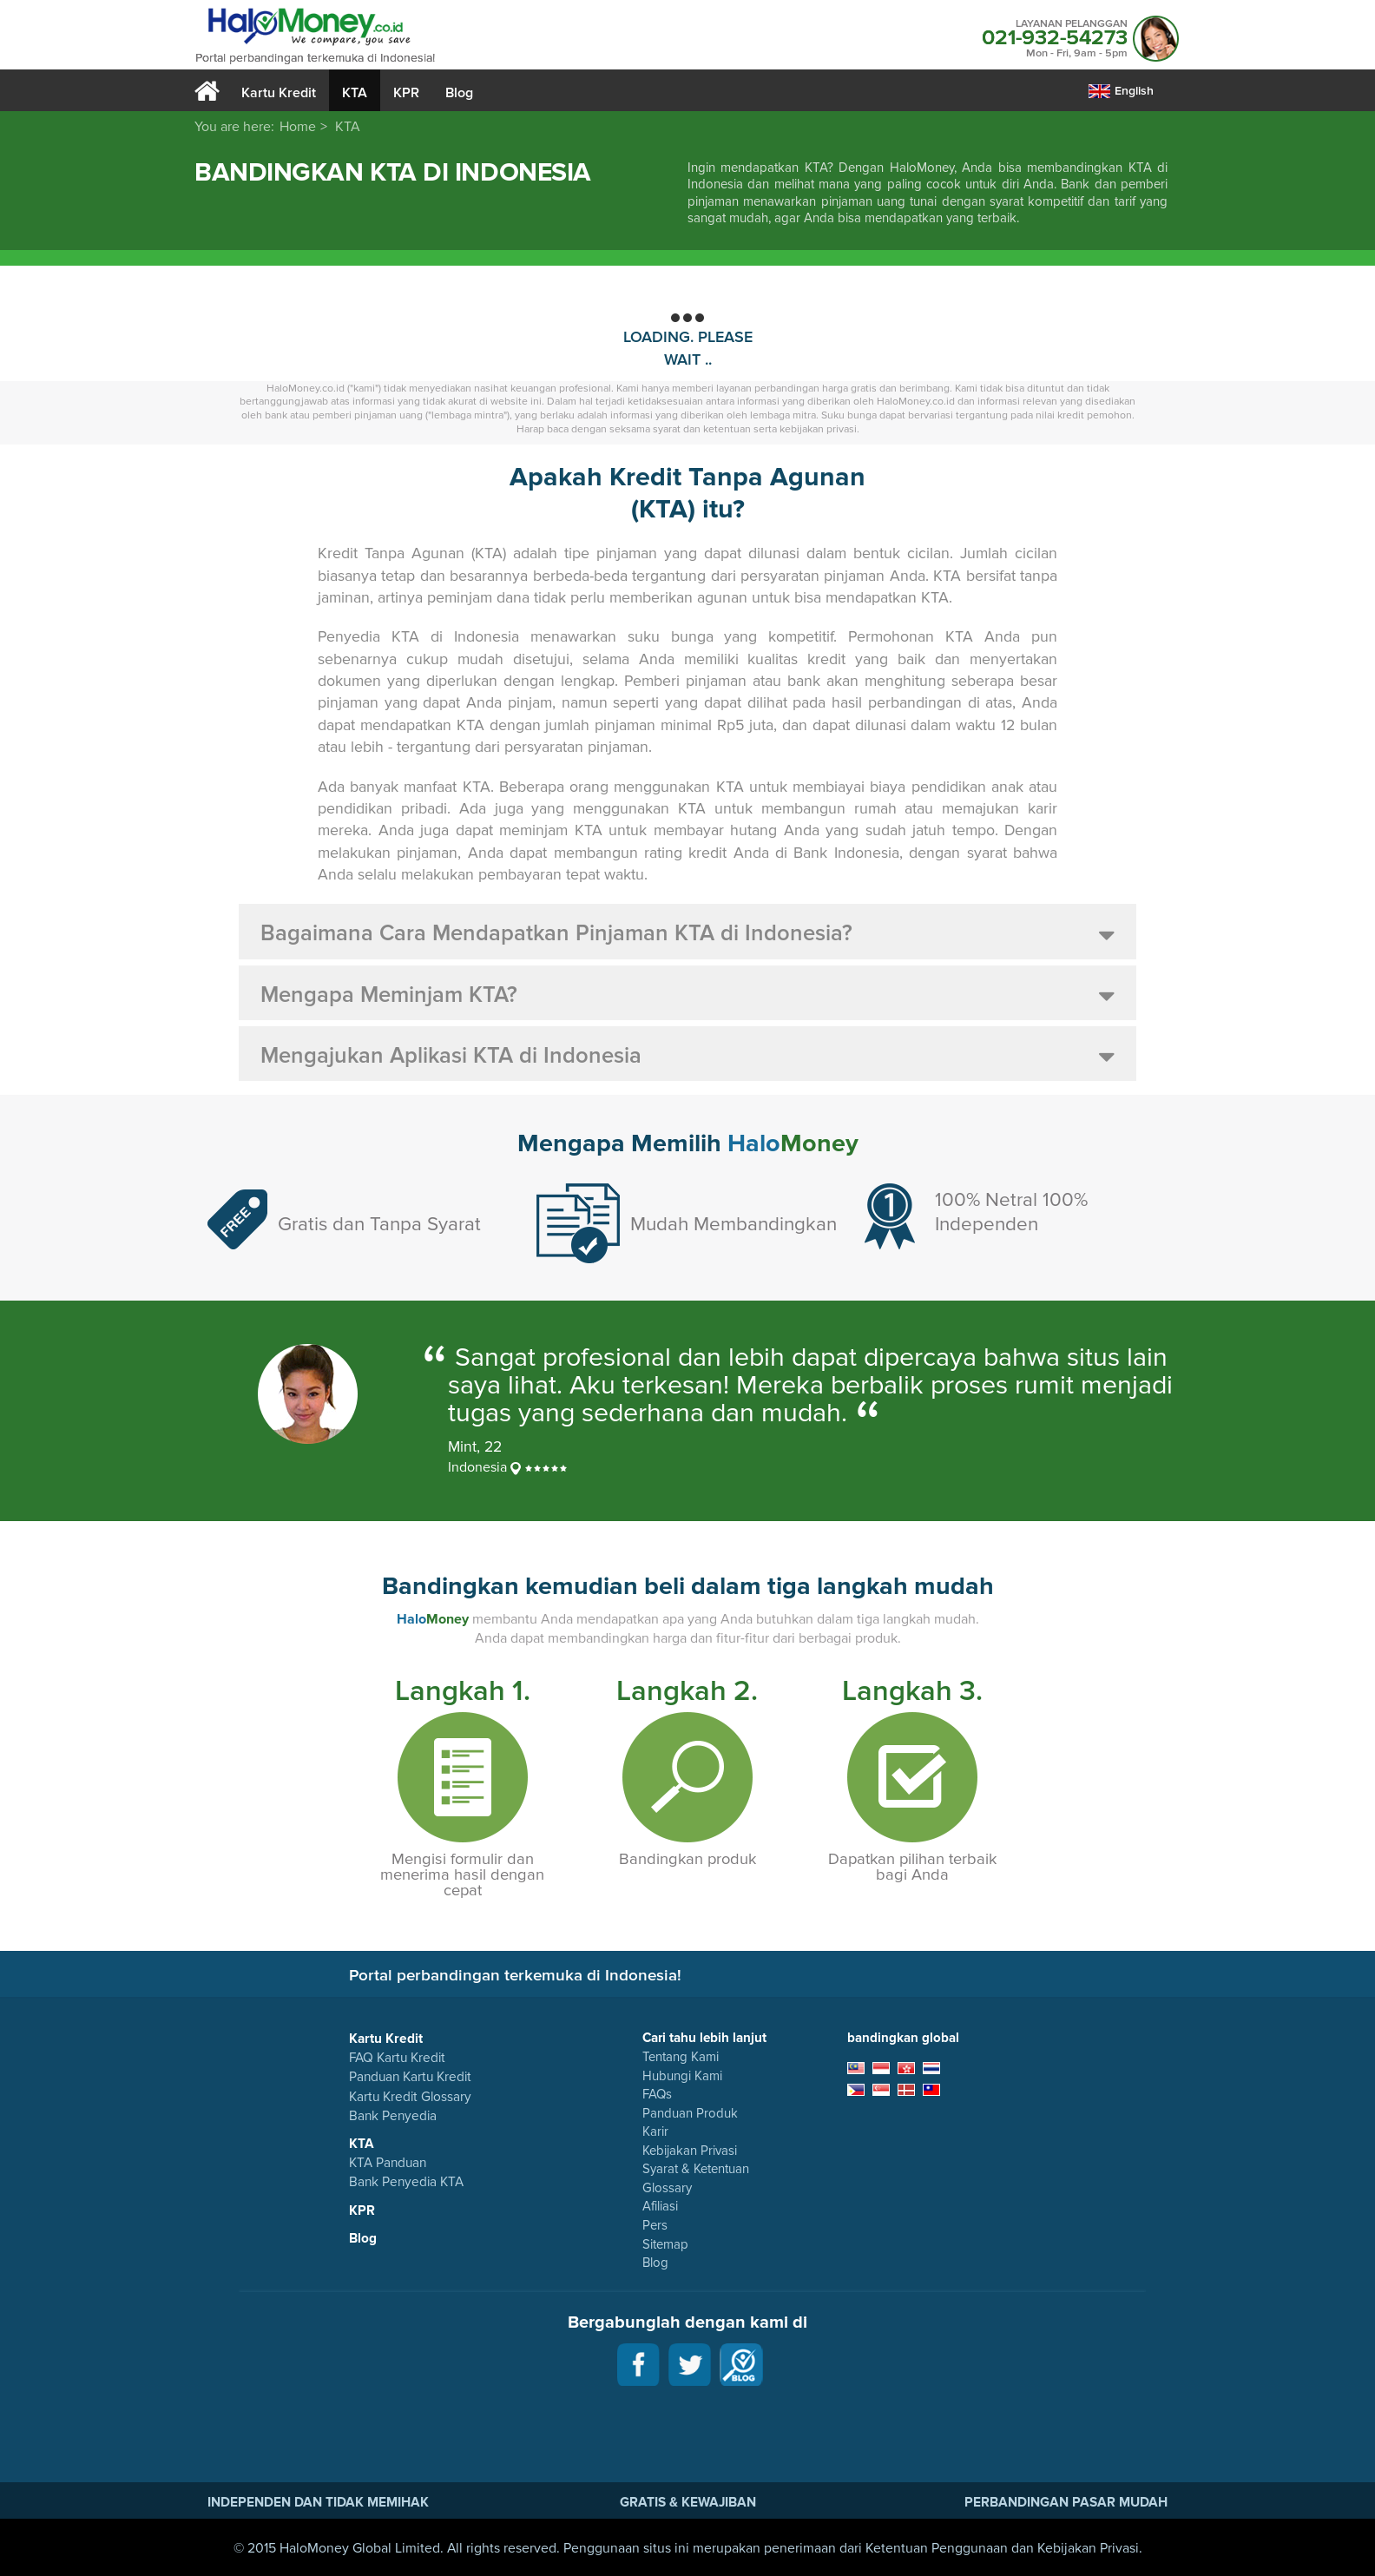 HaloMoney.co.id
We compare, you save
Portal perbandingan terkemuka di Indonesia!
LAYANAN PELANGGAN
021-932-54273
Mon - Fri, 9am - 5pm
Kartu Kredit KTA KPR Blog English
You are here: Home > KTA
BANDINGKAN KTA DI INDONESIA
Ingin mendapatkan KTA? Dengan HaloMoney, Anda bisa membandingkan KTA di
Indonesia dan melihat mana yang paling cocok untuk diri Anda. Bank dan pemberi
pinjaman menawarkan pinjaman uang tunai dengan syarat kompetitif dan tarif yang
sangat mudah, agar Anda bisa mendapatkan yang terbaik.
LOADING. PLEASE
WAIT ..
HaloMoney.co.id ("kami") tidak menyediakan nasihat keuangan profesional. Kami hanya memberi layanan perbandingan harga gratis dan berimbang. Kami tidak bisa dituntut dan tidak
bertanggungjawab atas informasi yang tidak akurat di website ini. Dalam hal terjadi ketidaksesuaian antara informasi yang diberikan oleh HaloMoney.co.id dan informasi relevan yang disediakan
oleh bank atau pemberi pinjaman uang ("lembaga mintra"), yang berlaku adalah informasi yang diberikan oleh lembaga mitra. Suku bunga dapat bervariasi tergantung pada nilai kredit pemohon.
Harap baca dengan seksama syarat dan ketentuan serta kebijakan privasi.
Apakah Kredit Tanpa Agunan
(KTA) itu?
Kredit Tanpa Agunan (KTA) adalah tipe pinjaman yang dapat dilunasi dalam bentuk cicilan. Jumlah cicilan
biasanya tetap dan besarannya berbeda-beda tergantung dari persyaratan pinjaman Anda. KTA bersifat tanpa
jaminan, artinya peminjam dana tidak perlu memberikan agunan untuk bisa mendapatkan KTA.
Penyedia KTA di Indonesia menawarkan suku bunga yang kompetitif. Permohonan KTA Anda pun
sebenarnya cukup mudah disetujui, selama Anda memiliki kualitas kredit yang baik dan menyertakan
dokumen yang diperlukan dengan lengkap. Pemberi pinjaman atau bank akan menghitung seberapa besar
pinjaman yang dapat Anda pinjam, namun seperti yang dapat dilihat pada hasil perbandingan di atas, Anda
dapat mendapatkan KTA dengan jumlah pinjaman minimal Rp5 juta, dan dapat dilunasi dalam waktu 12 bulan
atau lebih - tergantung dari persyaratan pinjaman.
Ada banyak manfaat KTA. Beberapa orang menggunakan KTA untuk membiayai biaya pendidikan anak atau
pendidikan pribadi. Ada juga yang menggunakan KTA untuk membangun rumah atau memajukan karir
mereka. Anda juga dapat meminjam KTA untuk membayar hutang Anda yang sudah jatuh tempo. Dengan
melakukan pinjaman, Anda dapat membangun rating kredit Anda di Bank Indonesia, dengan syarat bahwa
Anda selalu melakukan pembayaran tepat waktu.
Bagaimana Cara Mendapatkan Pinjaman KTA di Indonesia?
Mengapa Meminjam KTA?
Mengajukan Aplikasi KTA di Indonesia
Mengapa Memilih HaloMoney
FREE
Gratis dan Tanpa Syarat
Mudah Membandingkan
1
100% Netral 100%
Independen
“ Sangat profesional dan lebih dapat dipercaya bahwa situs lain
saya lihat. Aku terkesan! Mereka berbalik proses rumit menjadi
tugas yang sederhana dan mudah. “
Mint, 22
Indonesia ★★★★★
Bandingkan kemudian beli dalam tiga langkah mudah
HaloMoney membantu Anda mendapatkan apa yang Anda butuhkan dalam tiga langkah mudah.
Anda dapat membandingkan harga dan fitur-fitur dari berbagai produk.
Langkah 1.
Langkah 2.
Langkah 3.
Mengisi formulir dan
menerima hasil dengan
cepat
Bandingkan produk
Dapatkan pilihan terbaik
bagi Anda
Portal perbandingan terkemuka di Indonesia!
Kartu Kredit
FAQ Kartu Kredit
Panduan Kartu Kredit
Kartu Kredit Glossary
Bank Penyedia
KTA
KTA Panduan
Bank Penyedia KTA
KPR
Blog
Cari tahu lebih lanjut
Tentang Kami
Hubungi Kami
FAQs
Panduan Produk
Karir
Kebijakan Privasi
Syarat & Ketentuan
Glossary
Afiliasi
Pers
Sitemap
Blog
bandingkan global
Bergabunglah dengan kamI dI
BLOG
INDEPENDEN DAN TIDAK MEMIHAK
GRATIS & KEWAJIBAN
PERBANDINGAN PASAR MUDAH
© 2015 HaloMoney Global Limited. All rights reserved. Penggunaan situs ini merupakan penerimaan dari Ketentuan Penggunaan dan Kebijakan Privasi.